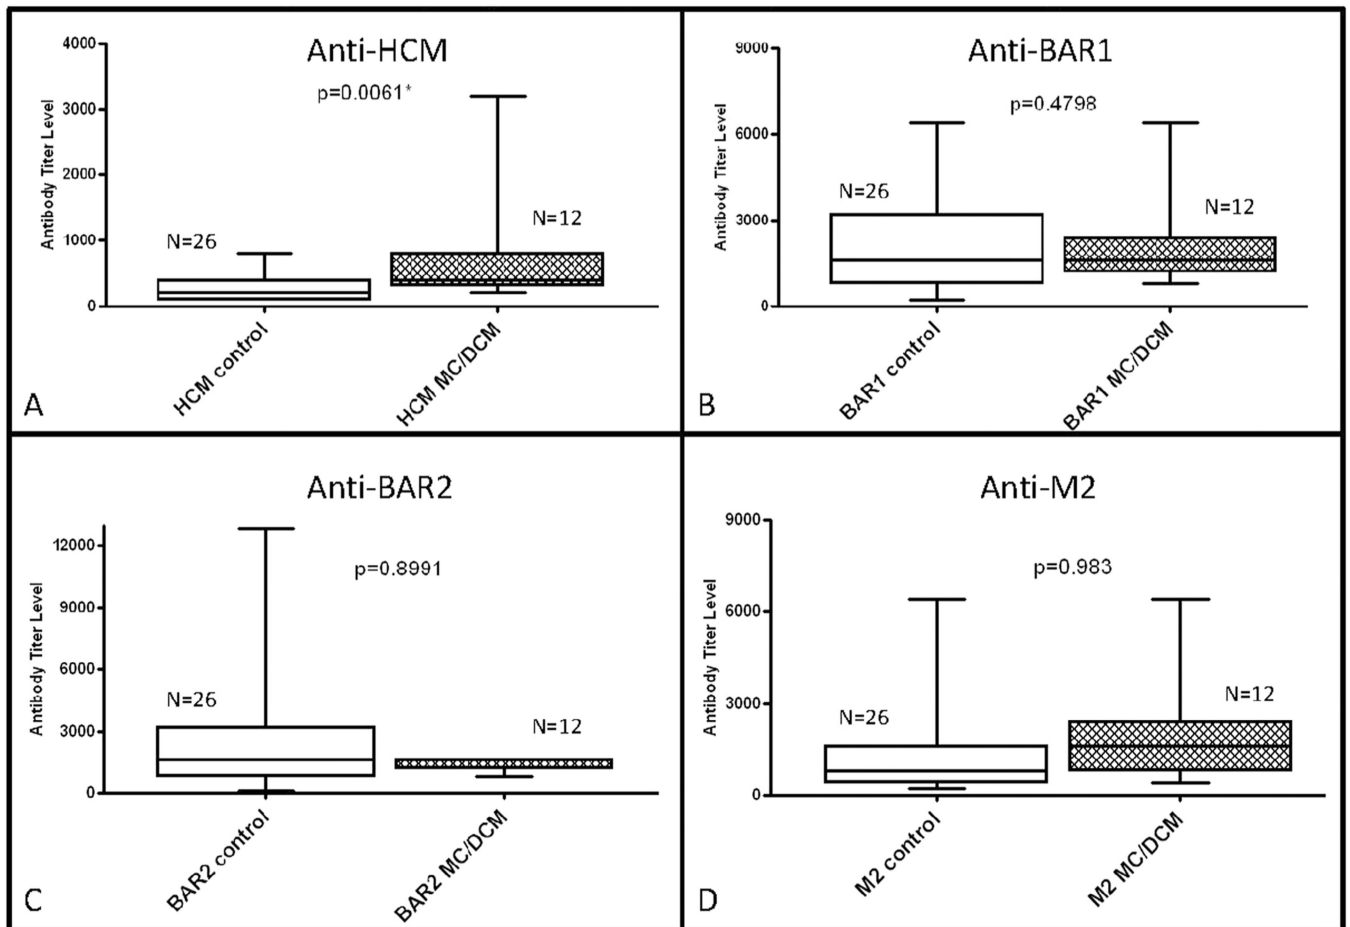 Anti-HCM
p=0.0061*
Antibody Titer Level
4000
3000
2000
1000
0
N=26
N=12
HCM control
HCM MC/DCM
A
Anti-BAR1
p=0.4798
Antibody Titer Level
9000
6000
3000
0
N=26
N=12
BAR1 control
BAR1 MC/DCM
B
Anti-BAR2
p=0.8991
Antibody Titer Level
12000
9000
6000
3000
0
N=26
N=12
BAR2 control
BAR2 MC/DCM
C
Anti-M2
p=0.983
Antibody Titer Level
9000
6000
3000
0
N=26
N=12
M2 control
M2 MC/DCM
D